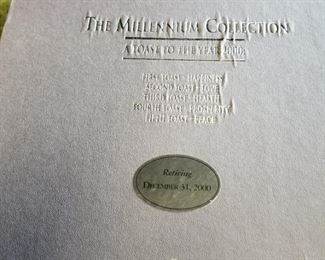 THE MILLENNIUM COLLECTION
A TOAST TO THE YEAR 2000
FIRST TOAST - HAPPINESS
SECOND TOAST - LOVE
THIRD TOAST - HEALTH
FOURTH TOAST - PROSPERITY
FIFTH TOAST - PEACE
Retiring
DECEMBER 31, 2000